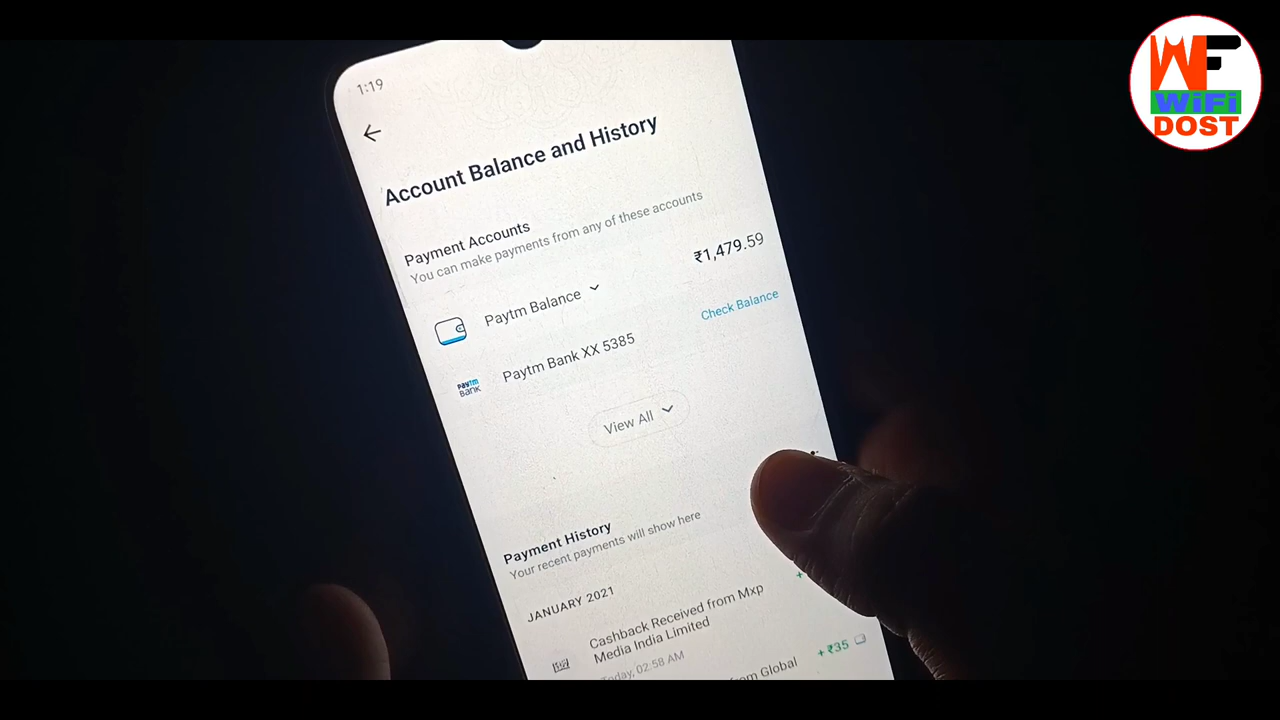 WF
WiFi
DOST
1:19
Account Balance and History
Payment Accounts
You can make payments from any of these accounts
Paytm Balance
₹1,479.59
Paytm Bank
Paytm Bank XX 5385
Check Balance
View All
Payment History
Your recent payments will show here
JANUARY 2021
Cashback Received from Mxp
Media India Limited
+
Today, 02:58 AM
+ ₹35
from Global